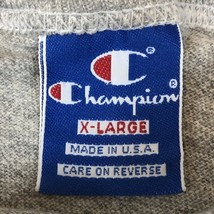 Champion®
X-LARGE
MADE IN U.S.A.
CARE ON REVERSE